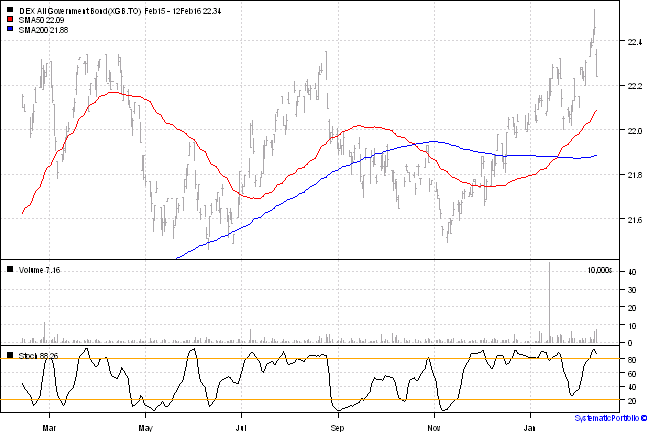 DEX All Government Bond(XGB.TO) Feb15 - 12Feb16 22.34
SMA50 22.09
SMA200 21.88
22.4
22.2
22.0
21.8
21.6
Volume 7.16
10,000s
40
30
20
10
0
Stoch 88.26
80
60
40
20
Mar May Jul Sep Nov Jan
SystematicPortfolio ©